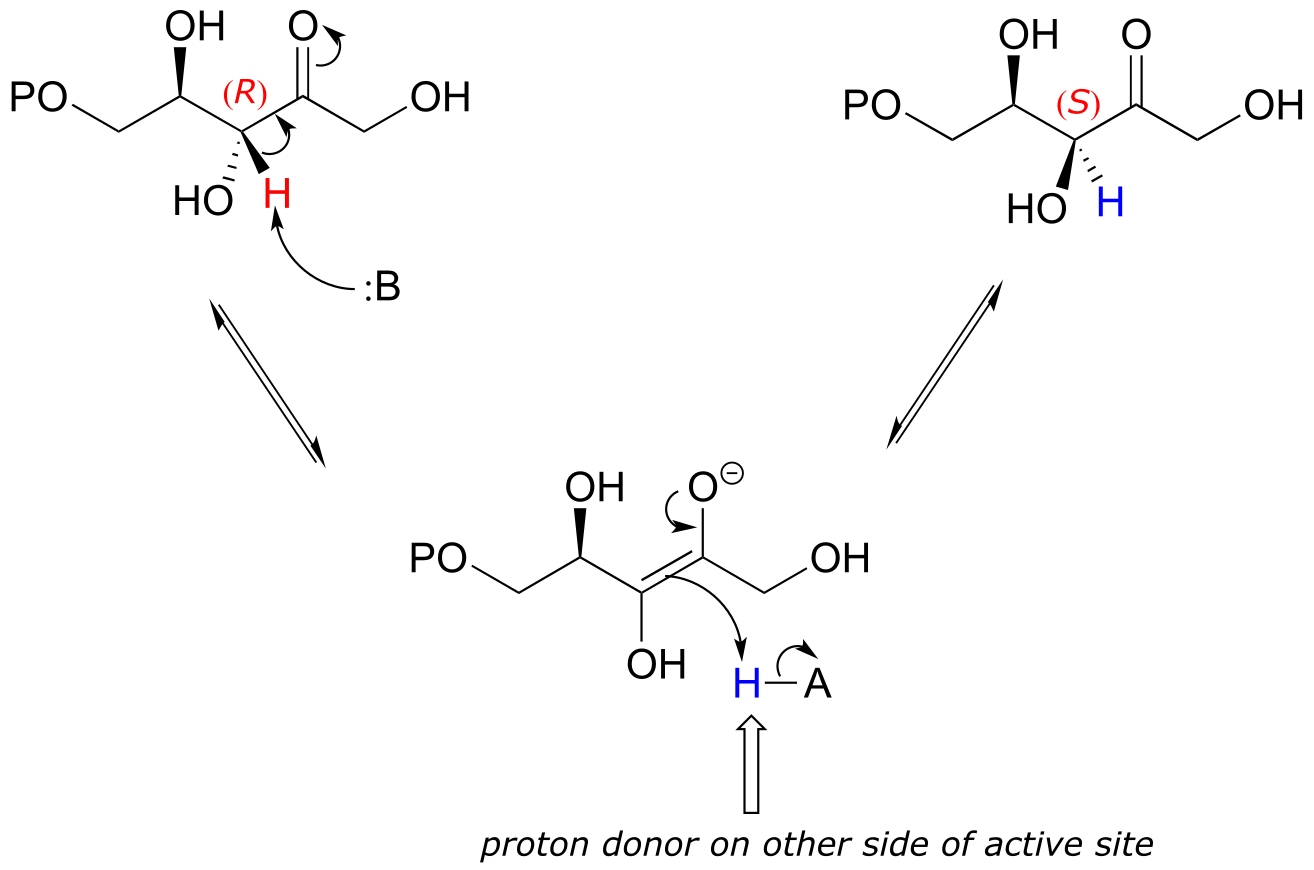 OH O
PO (R) OH
HO H
:B
OH O
PO (S) OH
HO H
OH O⊖
PO OH
OH H—A
proton donor on other side of active site